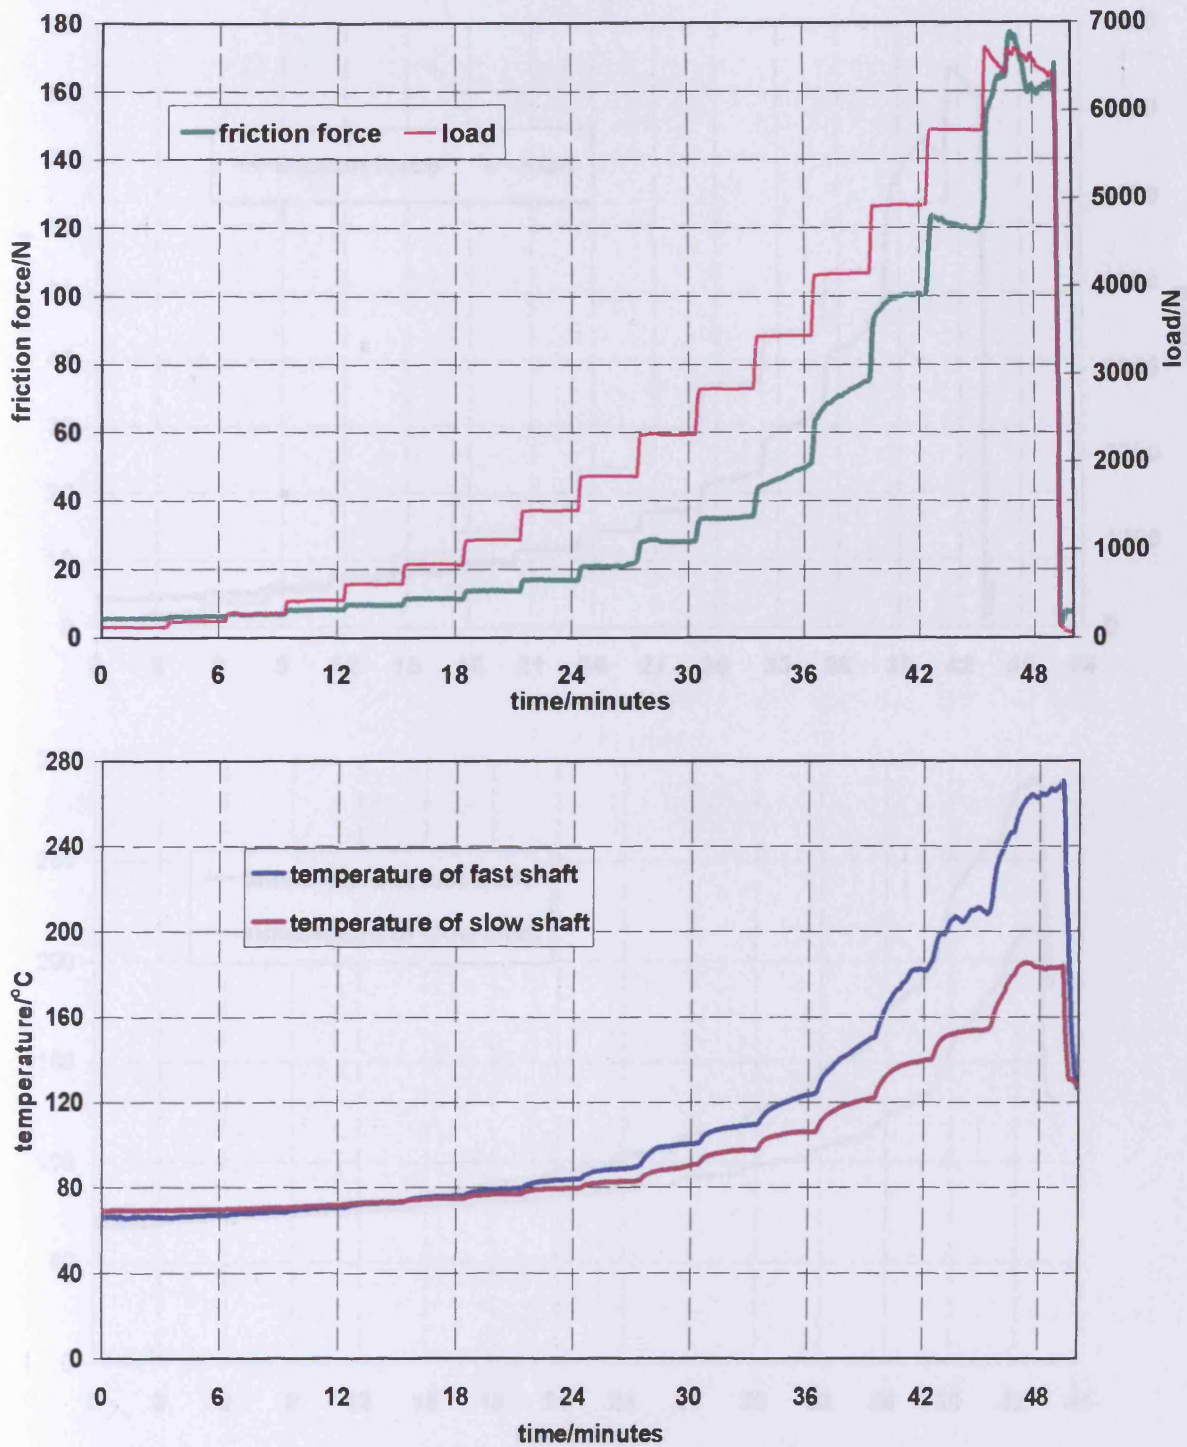 180
160
140
120
100
80
60
40
20
0
friction force/N
friction force load
7000
6000
5000
4000
3000
2000
1000
0
load/N
0 6 12 18 24 30 36 42 48
time/minutes
280
240
200
160
120
80
40
0
temperature/°C
temperature of fast shaft
temperature of slow shaft
0 6 12 18 24 30 36 42 48
time/minutes